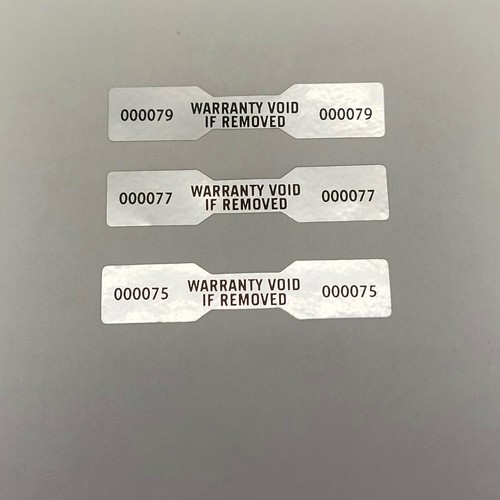 000079 WARRANTY VOID 000079
IF REMOVED
000077 WARRANTY VOID 000077
IF REMOVED
000075 WARRANTY VOID 000075
IF REMOVED